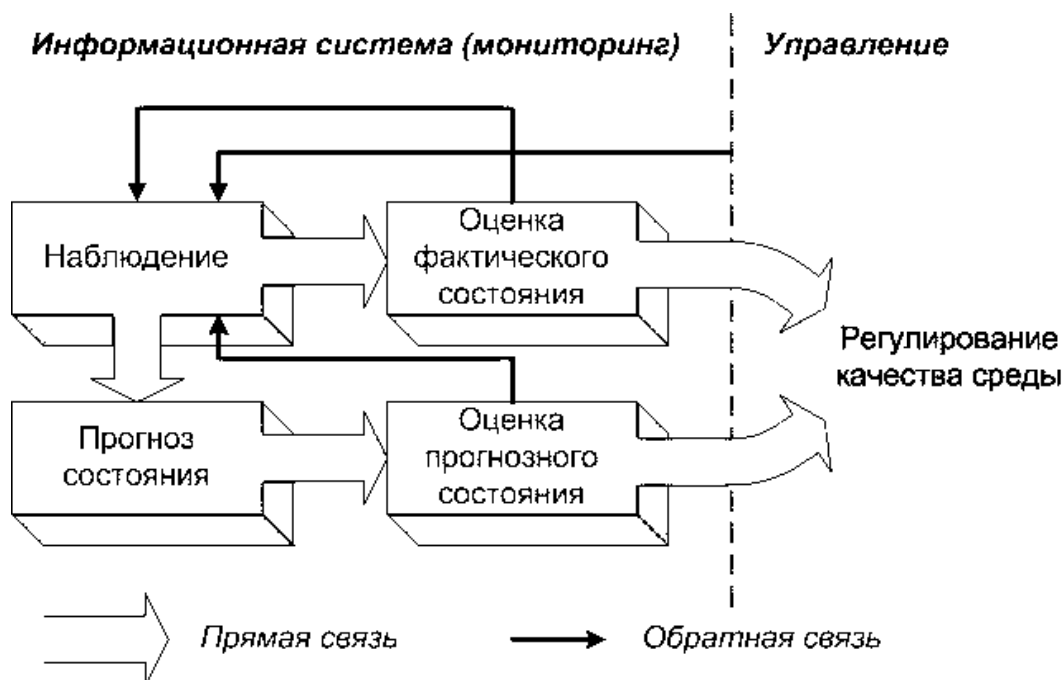 Информационная система (мониторинг)
Управление
Наблюдение
Оценка
фактического
состояния
Регулирование
качества среды
Прогноз
состояния
Оценка
прогнозного
состояния
Прямая связь
Обратная связь